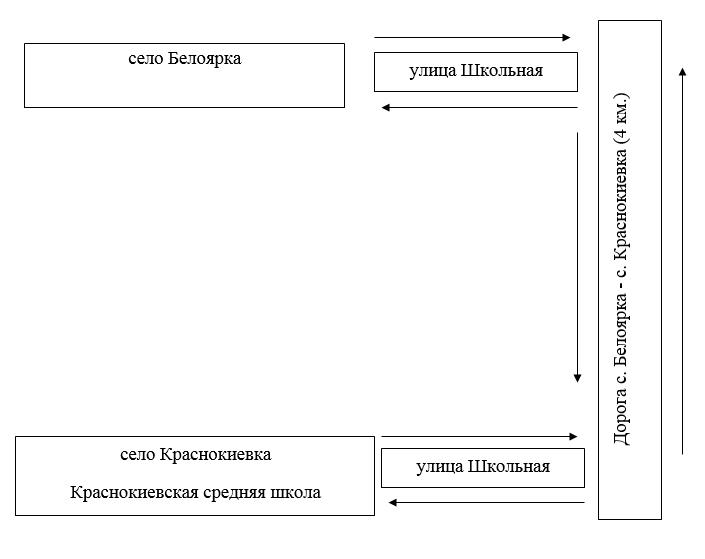 село Белоярка
улица Школьная
Дорога с. Белоярка - с. Краснокиевка (4 км.)
село Краснокиевка
Краснокиевская средняя школа
улица Школьная